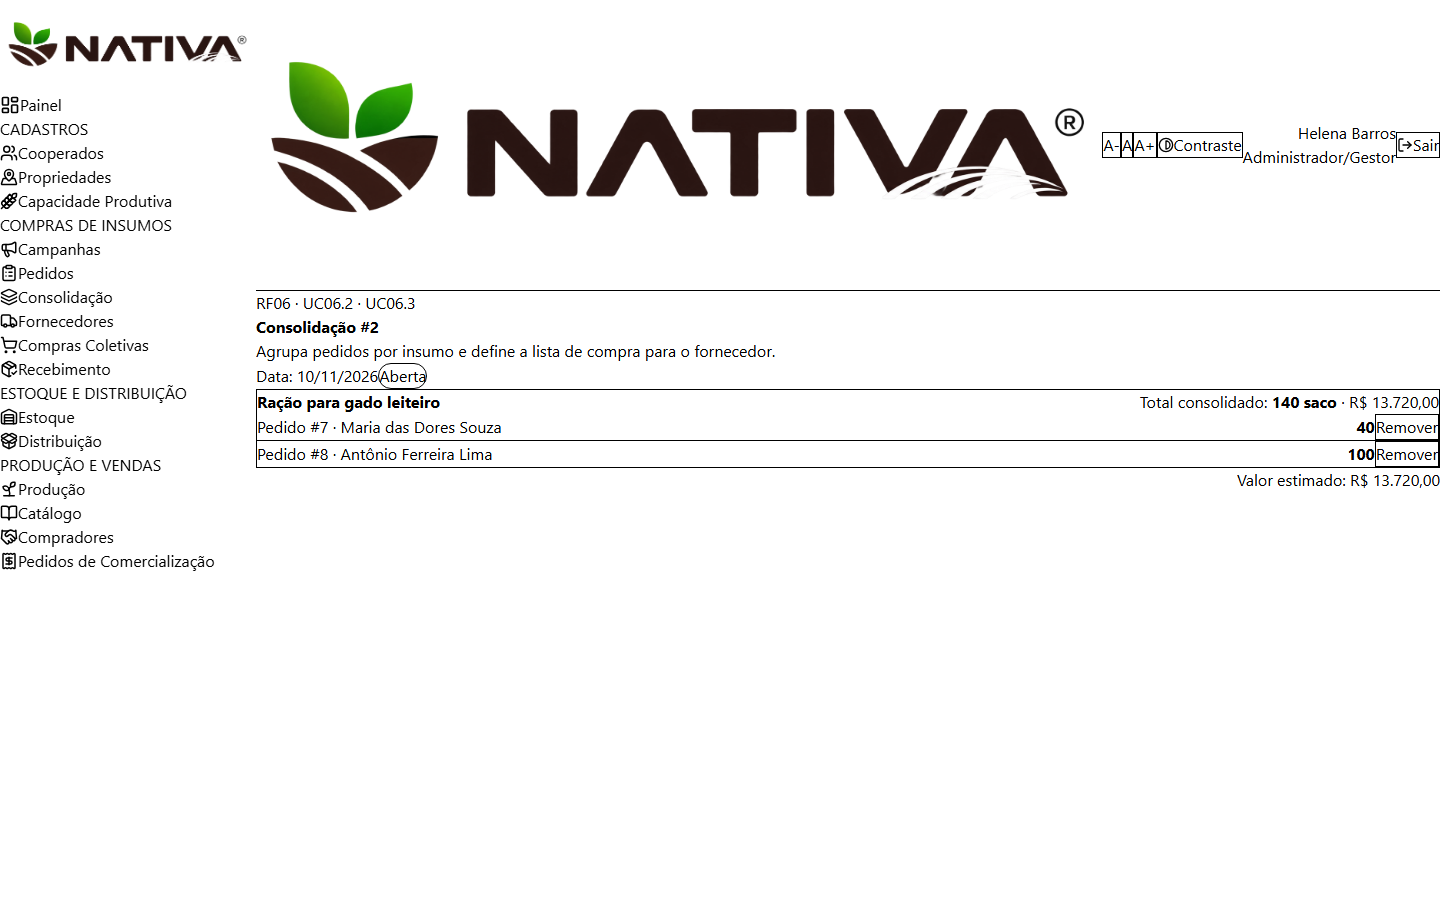 NATIVA®
Painel
CADASTROS
Cooperados
Propriedades
Capacidade Produtiva
COMPRAS DE INSUMOS
Campanhas
Pedidos
Consolidação
Fornecedores
Compras Coletivas
Recebimento
ESTOQUE E DISTRIBUIÇÃO
Estoque
Distribuição
PRODUÇÃO E VENDAS
Produção
Catálogo
Compradores
Pedidos de Comercialização
NATIVA®
A- A A+ Contraste
Helena Barros
Administrador/Gestor
Sair
RF06 · UC06.2 · UC06.3
Consolidação #2
Agrupa pedidos por insumo e define a lista de compra para o fornecedor.
Data: 10/11/2026 Aberta
Ração para gado leiteiro Total consolidado: 140 saco · R$ 13.720,00
Pedido #7 · Maria das Dores Souza 40 Remover
Pedido #8 · Antônio Ferreira Lima 100 Remover
Valor estimado: R$ 13.720,00